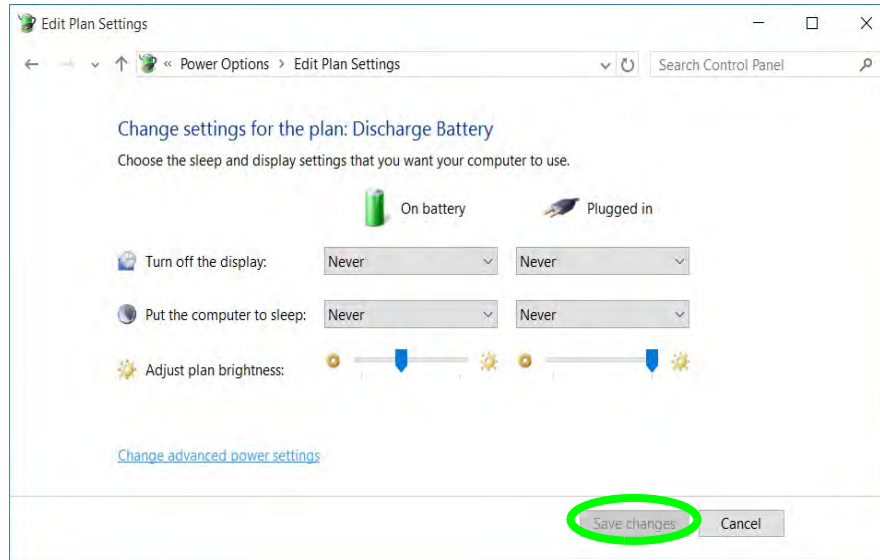 Edit Plan Settings
« Power Options > Edit Plan Settings
Search Control Panel
Change settings for the plan: Discharge Battery
Choose the sleep and display settings that you want your computer to use.
On battery Plugged in
Turn off the display: Never Never
Put the computer to sleep: Never Never
Adjust plan brightness:
Change advanced power settings
Save changes Cancel